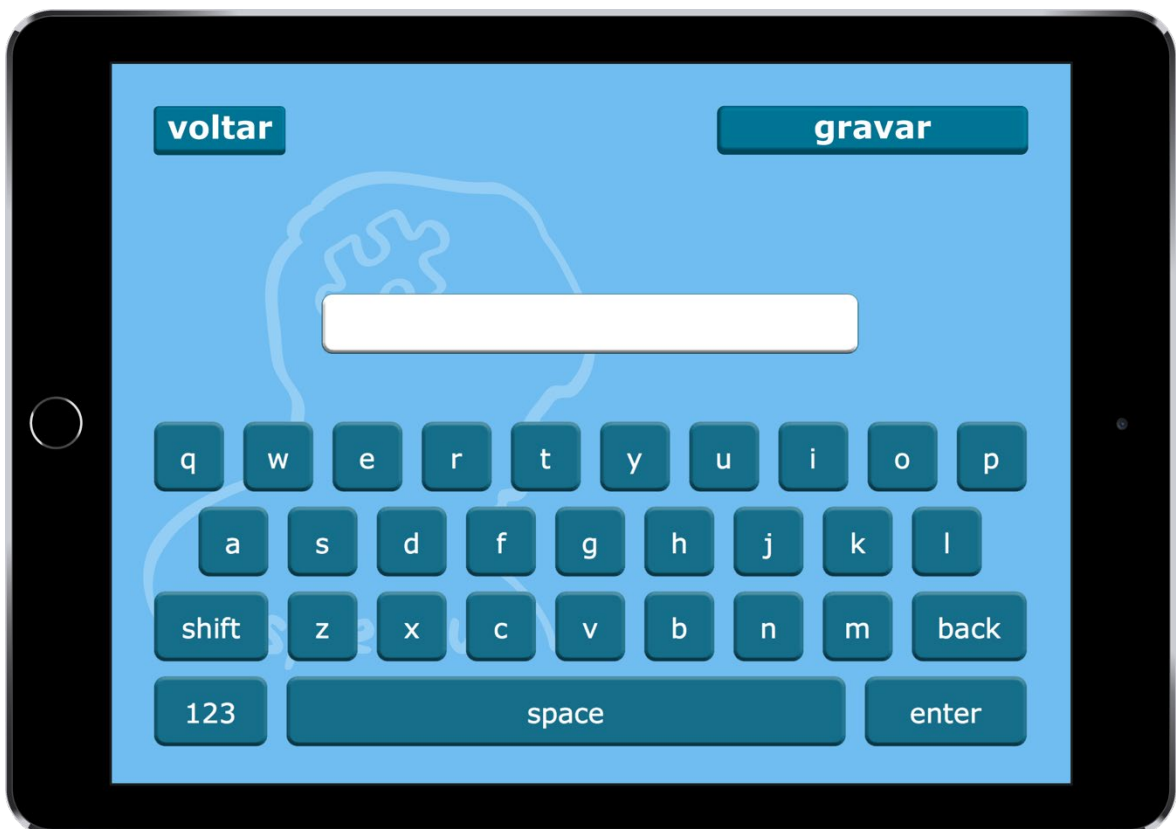 voltar gravar
q w e r t y u i o p
a s d f g h j k l
shift z x c v b n m back
123 space enter